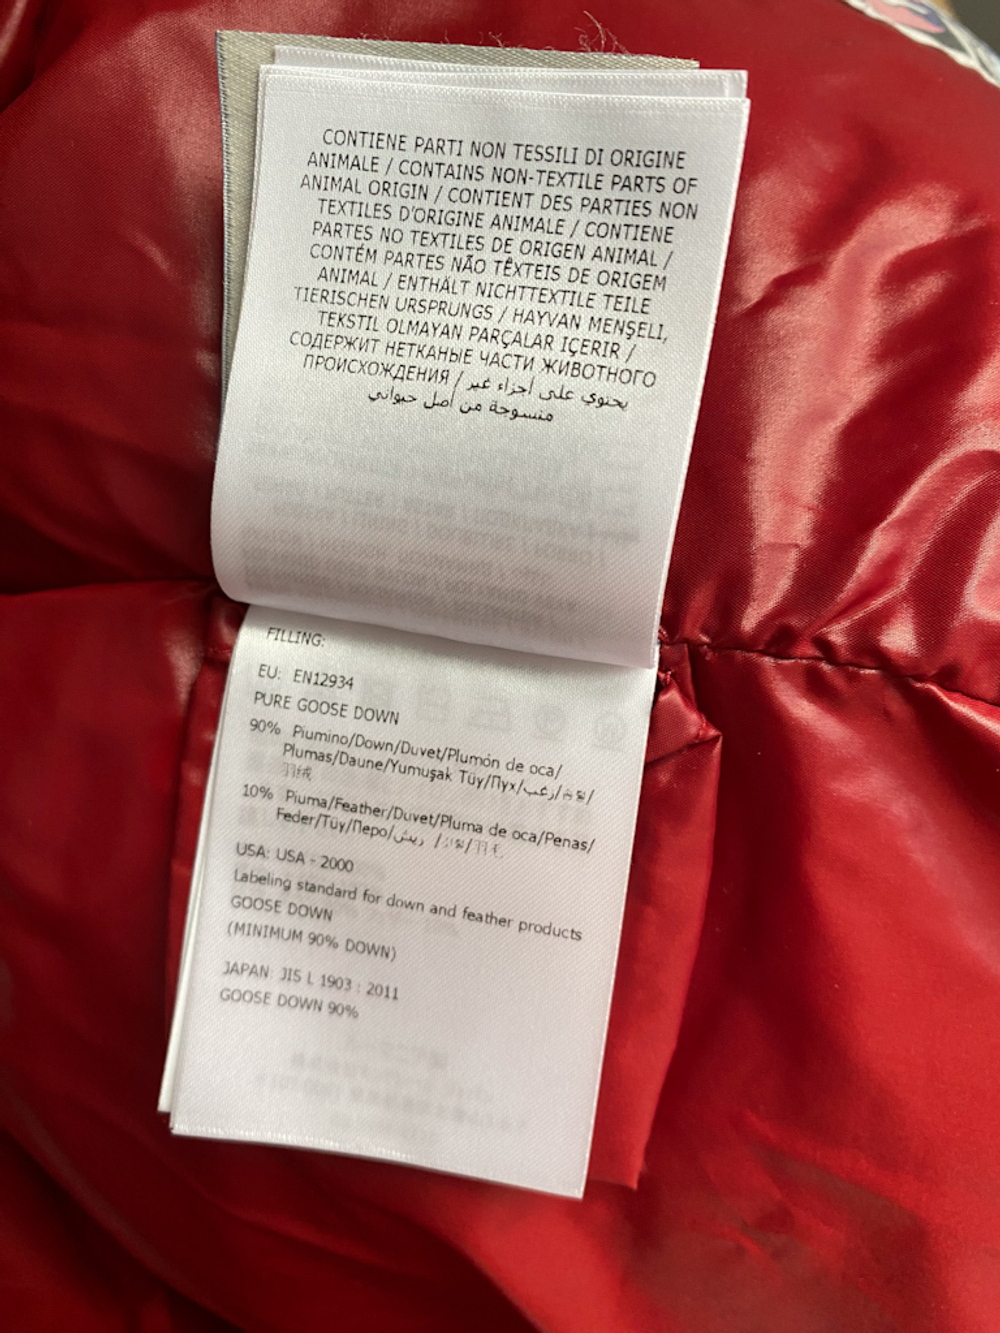 CONTIENE PARTI NON TESSILI DI ORIGINE
ANIMALE / CONTAINS NON-TEXTILE PARTS OF
ANIMAL ORIGIN / CONTIENT DES PARTIES NON
TEXTILES D'ORIGINE ANIMALE / CONTIENE
PARTES NO TEXTILES DE ORIGEN ANIMAL /
CONTÉM PARTES NÃO TÊXTEIS DE ORIGEM
ANIMAL / ENTHÄLT NICHTTEXTILE TEILE
TIERISCHEN URSPRUNGS / HAYVAN MENŞELI,
TEKSTIL OLMAYAN PARÇALAR IÇERIR /
СОДЕРЖИТ НЕТКАНЫЕ ЧАСТИ ЖИВОТНОГО
ПРОИСХОЖДЕНИЯ / يحتوي على أجزاء غير
منسوجة من أصل حيواني
FILLING:
EU: EN12934
PURE GOOSE DOWN
90% Piumino/Down/Duvet/Plumón de oca/
Plumas/Daune/Yumuşak Tüy/Пух/زغب/
羽绒
10% Piuma/Feather/Duvet/Pluma de oca/Penas/
Feder/Tüy/Перо/ريش /
USA: USA - 2000
Labeling standard for down and feather products
GOOSE DOWN
(MINIMUM 90% DOWN)
JAPAN: JIS L 1903 : 2011
GOOSE DOWN 90%